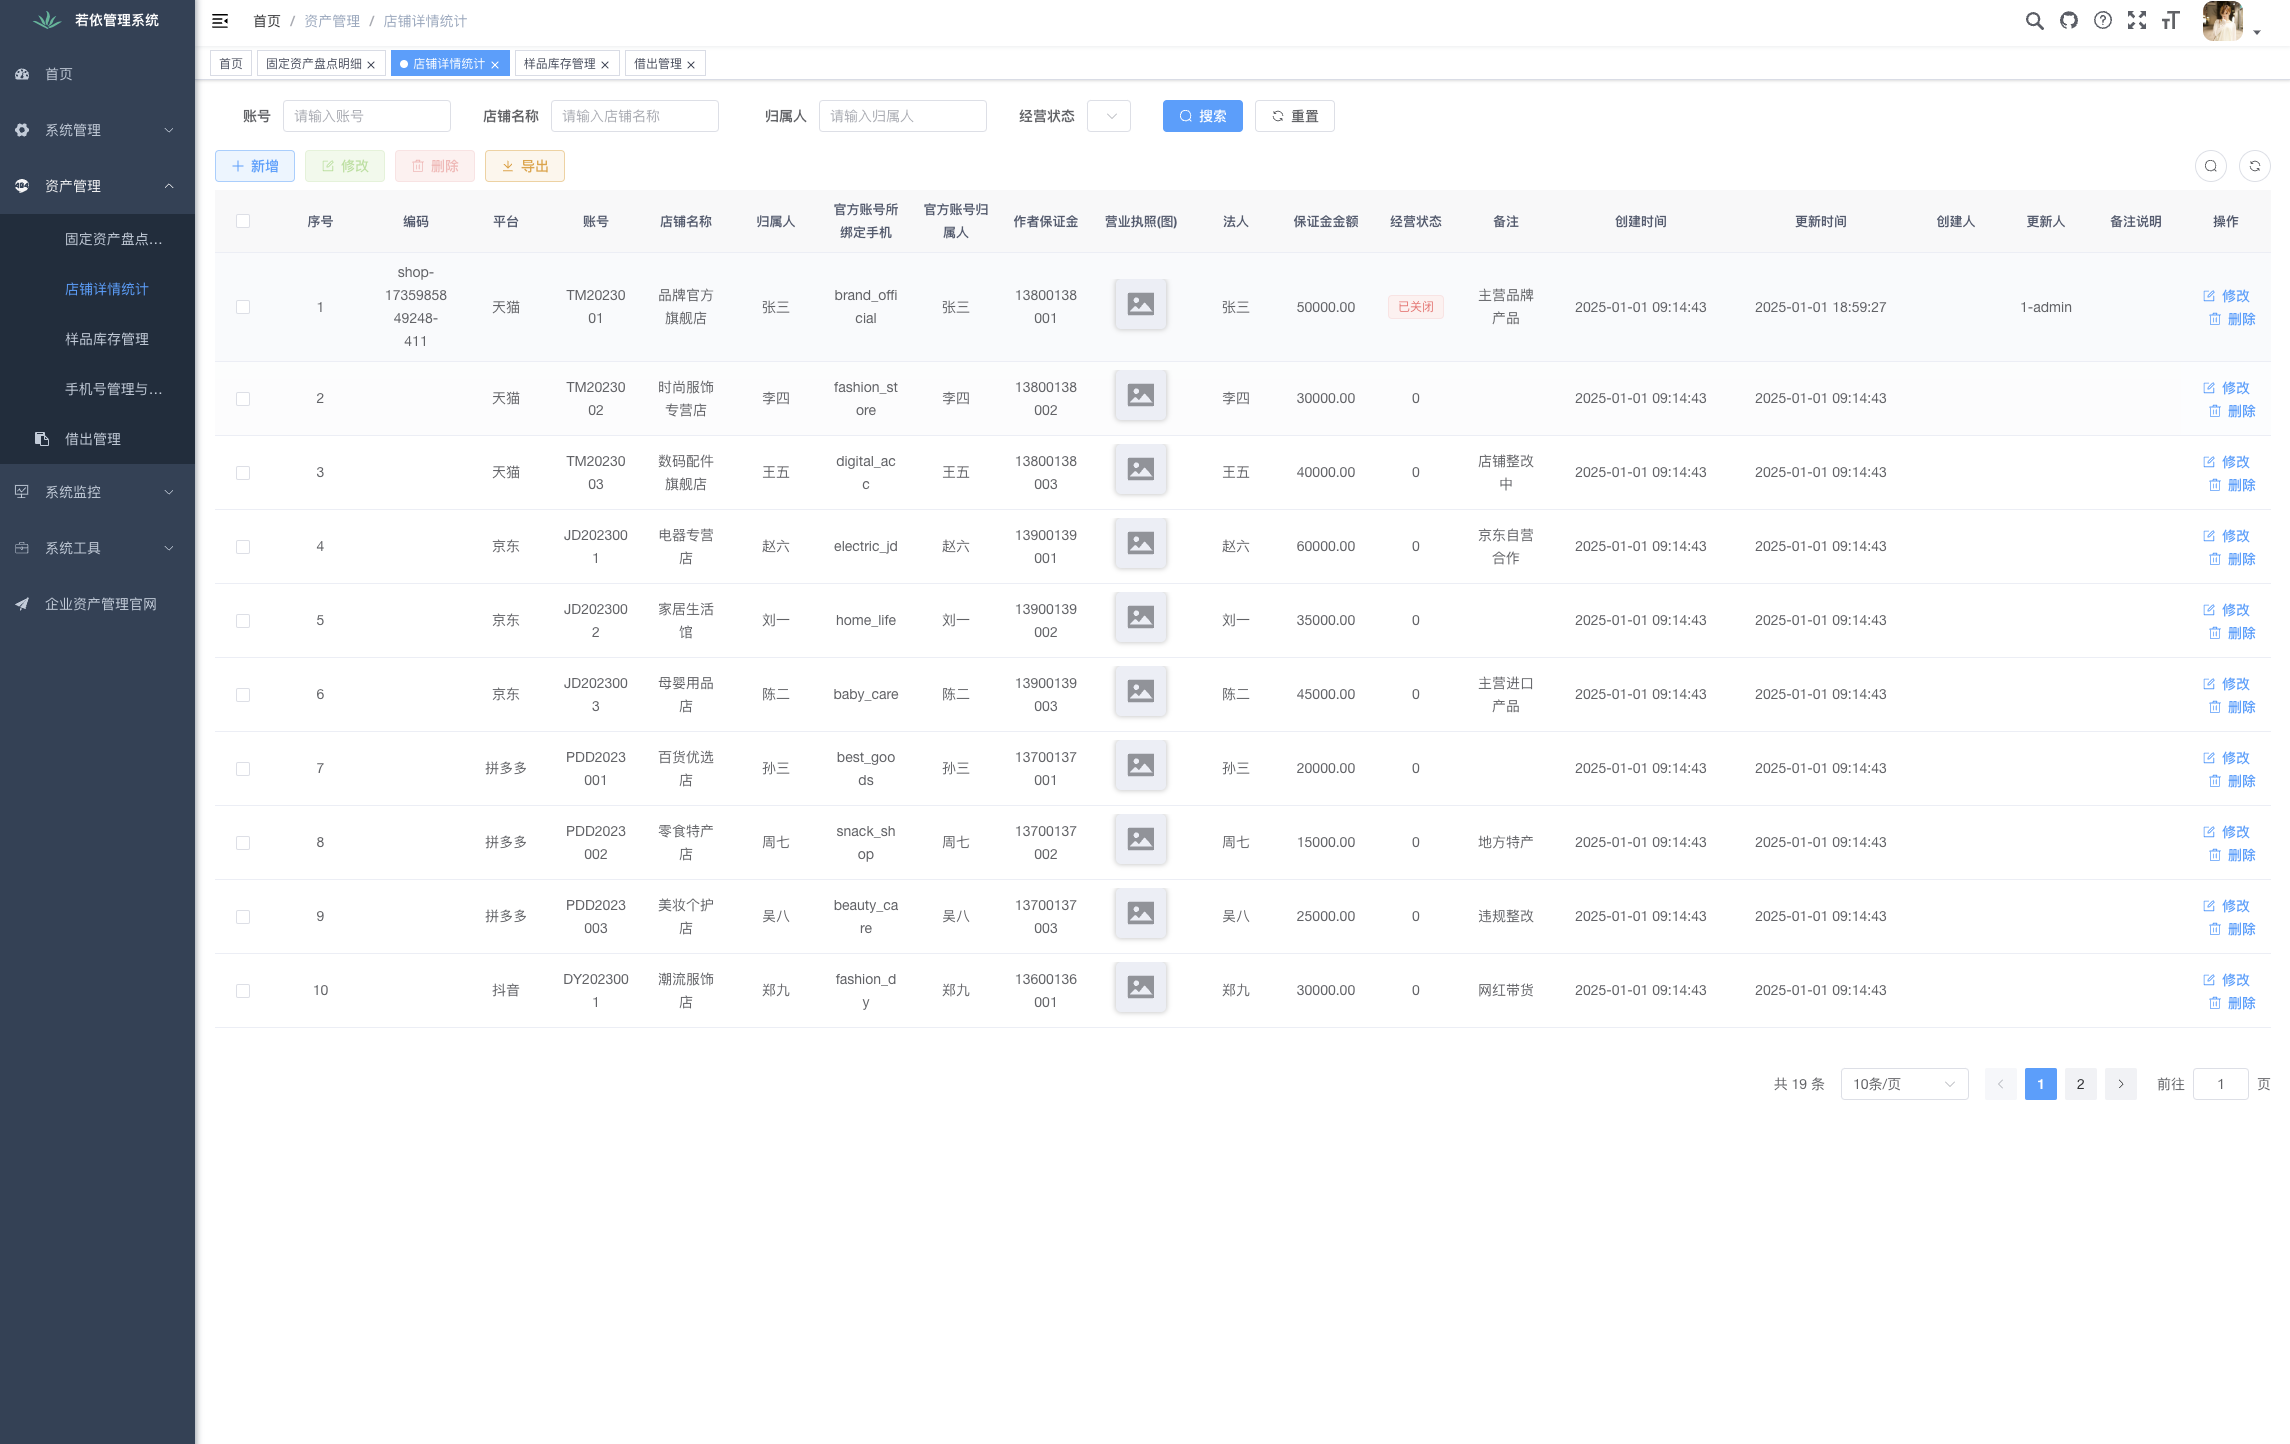 若依管理系统
首页
系统管理
资产管理
固定资产盘点...
店铺详情统计
样品库存管理
手机号管理与...
借出管理
系统监控
系统工具
企业资产管理官网
首页 / 资产管理 / 店铺详情统计
首页 固定资产盘点明细 店铺详情统计 样品库存管理 借出管理
账号 请输入账号 店铺名称 请输入店铺名称 归属人 请输入归属人 经营状态 搜索 重置
新增 修改 删除 导出
序号 编码 平台 账号 店铺名称 归属人 官方账号所绑定手机 官方账号归属人 作者保证金 营业执照(图) 法人 保证金金额 经营状态 备注 创建时间 更新时间 创建人 更新人 备注说明 操作
1 shop-1735985849248-411 天猫 TM2023001 品牌官方旗舰店 张三 brand_official 张三 13800138001 张三 50000.00 已关闭 主营品牌产品 2025-01-01 09:14:43 2025-01-01 18:59:27 1-admin 修改 删除
2 天猫 TM2023002 时尚服饰专营店 李四 fashion_store 李四 13800138002 李四 30000.00 0 2025-01-01 09:14:43 2025-01-01 09:14:43 修改 删除
3 天猫 TM2023003 数码配件旗舰店 王五 digital_acc 王五 13800138003 王五 40000.00 0 店铺整改中 2025-01-01 09:14:43 2025-01-01 09:14:43 修改 删除
4 京东 JD2023001 电器专营店 赵六 electric_jd 赵六 13900139001 赵六 60000.00 0 京东自营合作 2025-01-01 09:14:43 2025-01-01 09:14:43 修改 删除
5 京东 JD2023002 家居生活馆 刘一 home_life 刘一 13900139002 刘一 35000.00 0 2025-01-01 09:14:43 2025-01-01 09:14:43 修改 删除
6 京东 JD2023003 母婴用品店 陈二 baby_care 陈二 13900139003 陈二 45000.00 0 主营进口产品 2025-01-01 09:14:43 2025-01-01 09:14:43 修改 删除
7 拼多多 PDD2023001 百货优选店 孙三 best_goods 孙三 13700137001 孙三 20000.00 0 2025-01-01 09:14:43 2025-01-01 09:14:43 修改 删除
8 拼多多 PDD2023002 零食特产店 周七 snack_shop 周七 13700137002 周七 15000.00 0 地方特产 2025-01-01 09:14:43 2025-01-01 09:14:43 修改 删除
9 拼多多 PDD2023003 美妆个护店 吴八 beauty_care 吴八 13700137003 吴八 25000.00 0 违规整改 2025-01-01 09:14:43 2025-01-01 09:14:43 修改 删除
10 抖音 DY2023001 潮流服饰店 郑九 fashion_dy 郑九 13600136001 郑九 30000.00 0 网红带货 2025-01-01 09:14:43 2025-01-01 09:14:43 修改 删除
共 19 条 10条/页 1 2 前往 1 页